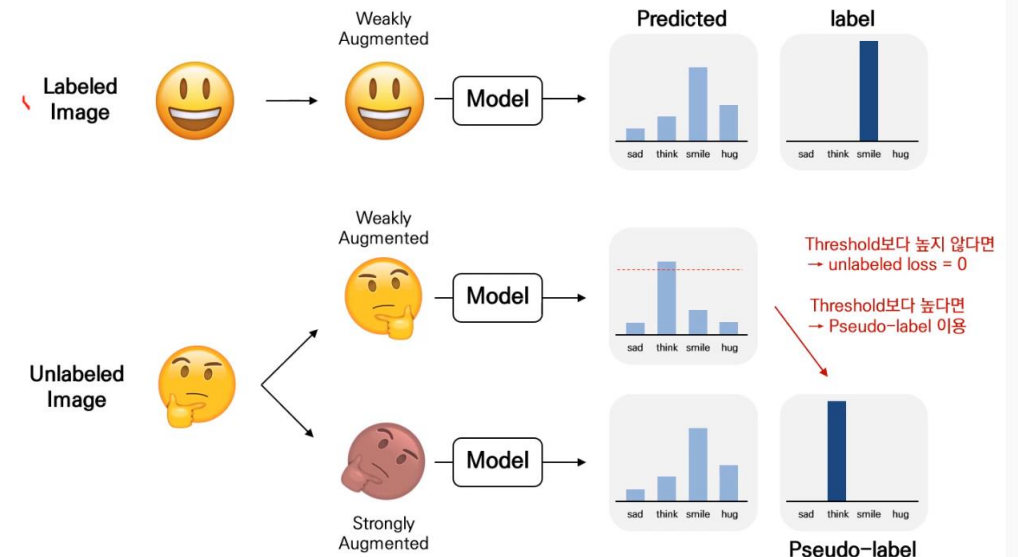 Predicted
label
Weakly
Augmented
Labeled
Image
Model
sad think smile hug
sad think smile hug
Weakly
Augmented
Model
sad think smile hug
Threshold보다 높지 않다면
→ unlabeled loss = 0
Threshold보다 높다면
→ Pseudo-label 이용
Unlabeled
Image
Model
sad think smile hug
sad think smile hug
Strongly
Augmented
Pseudo-label